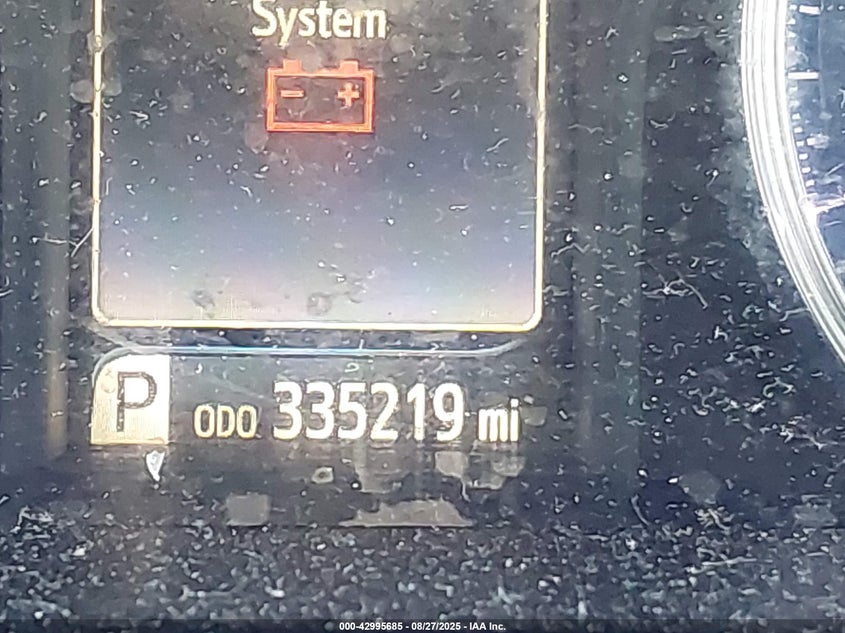 System
- +
P ODO 335219 mi
000-42995685 - 08/27/2025 - IAA Inc.